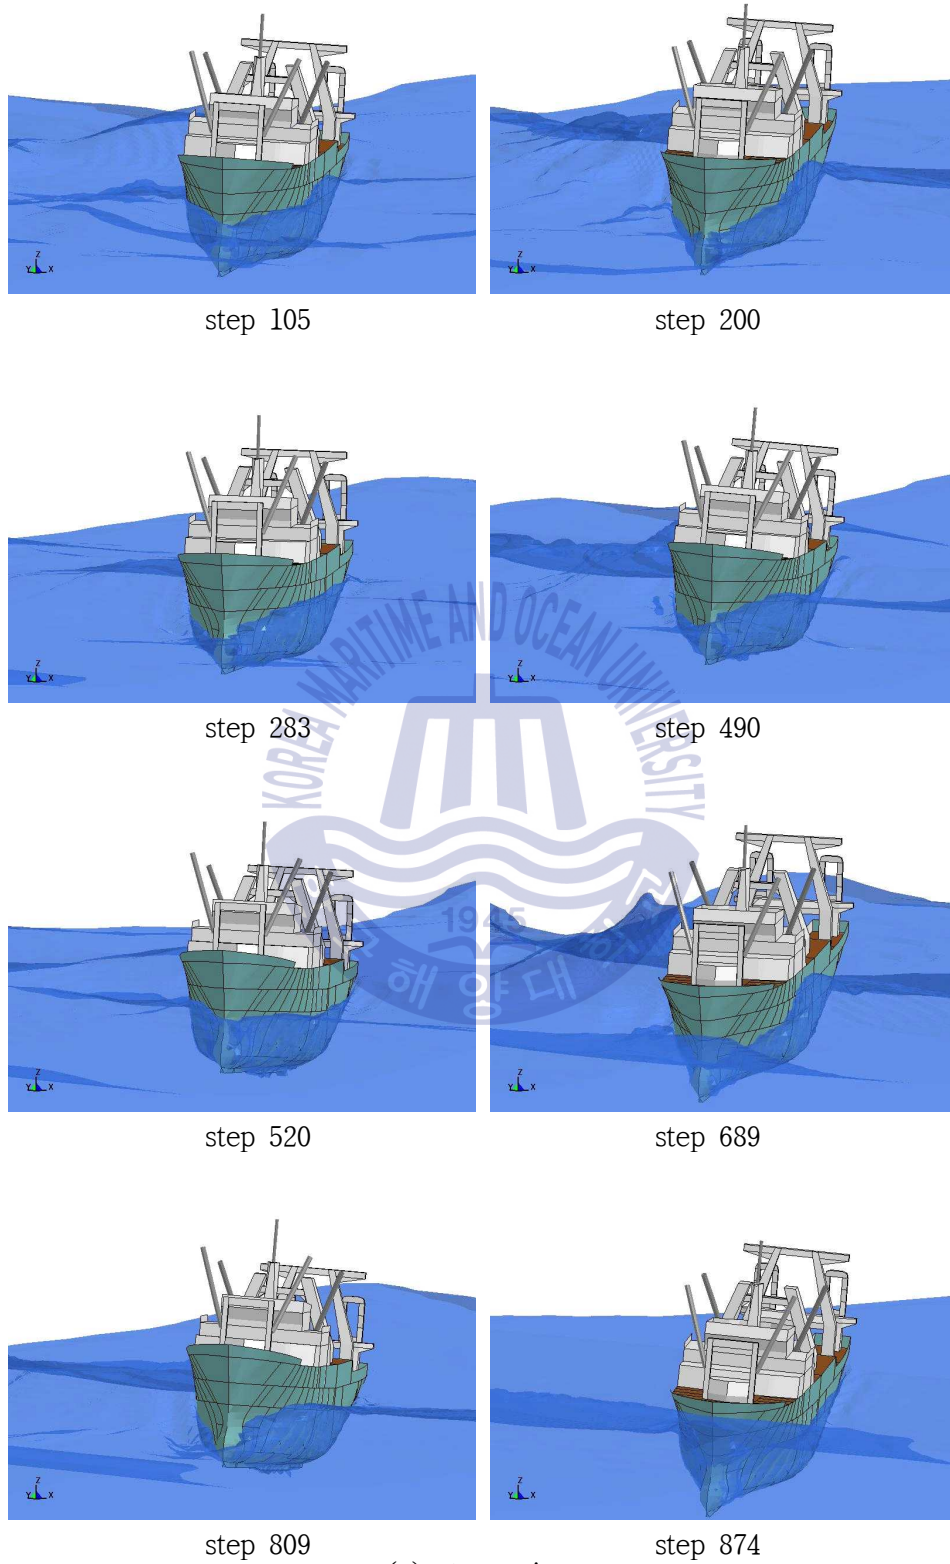 Z
Y X
Z
Y X
step 105
step 200
Z
Y X
Z
Y X
step 283
step 490
KOREA MARITIME AND OCEAN UNIVERSITY
1945
해양대
Z
Y X
Z
Y X
step 520
step 689
Z
Y X
Z
Y X
step 809
step 874